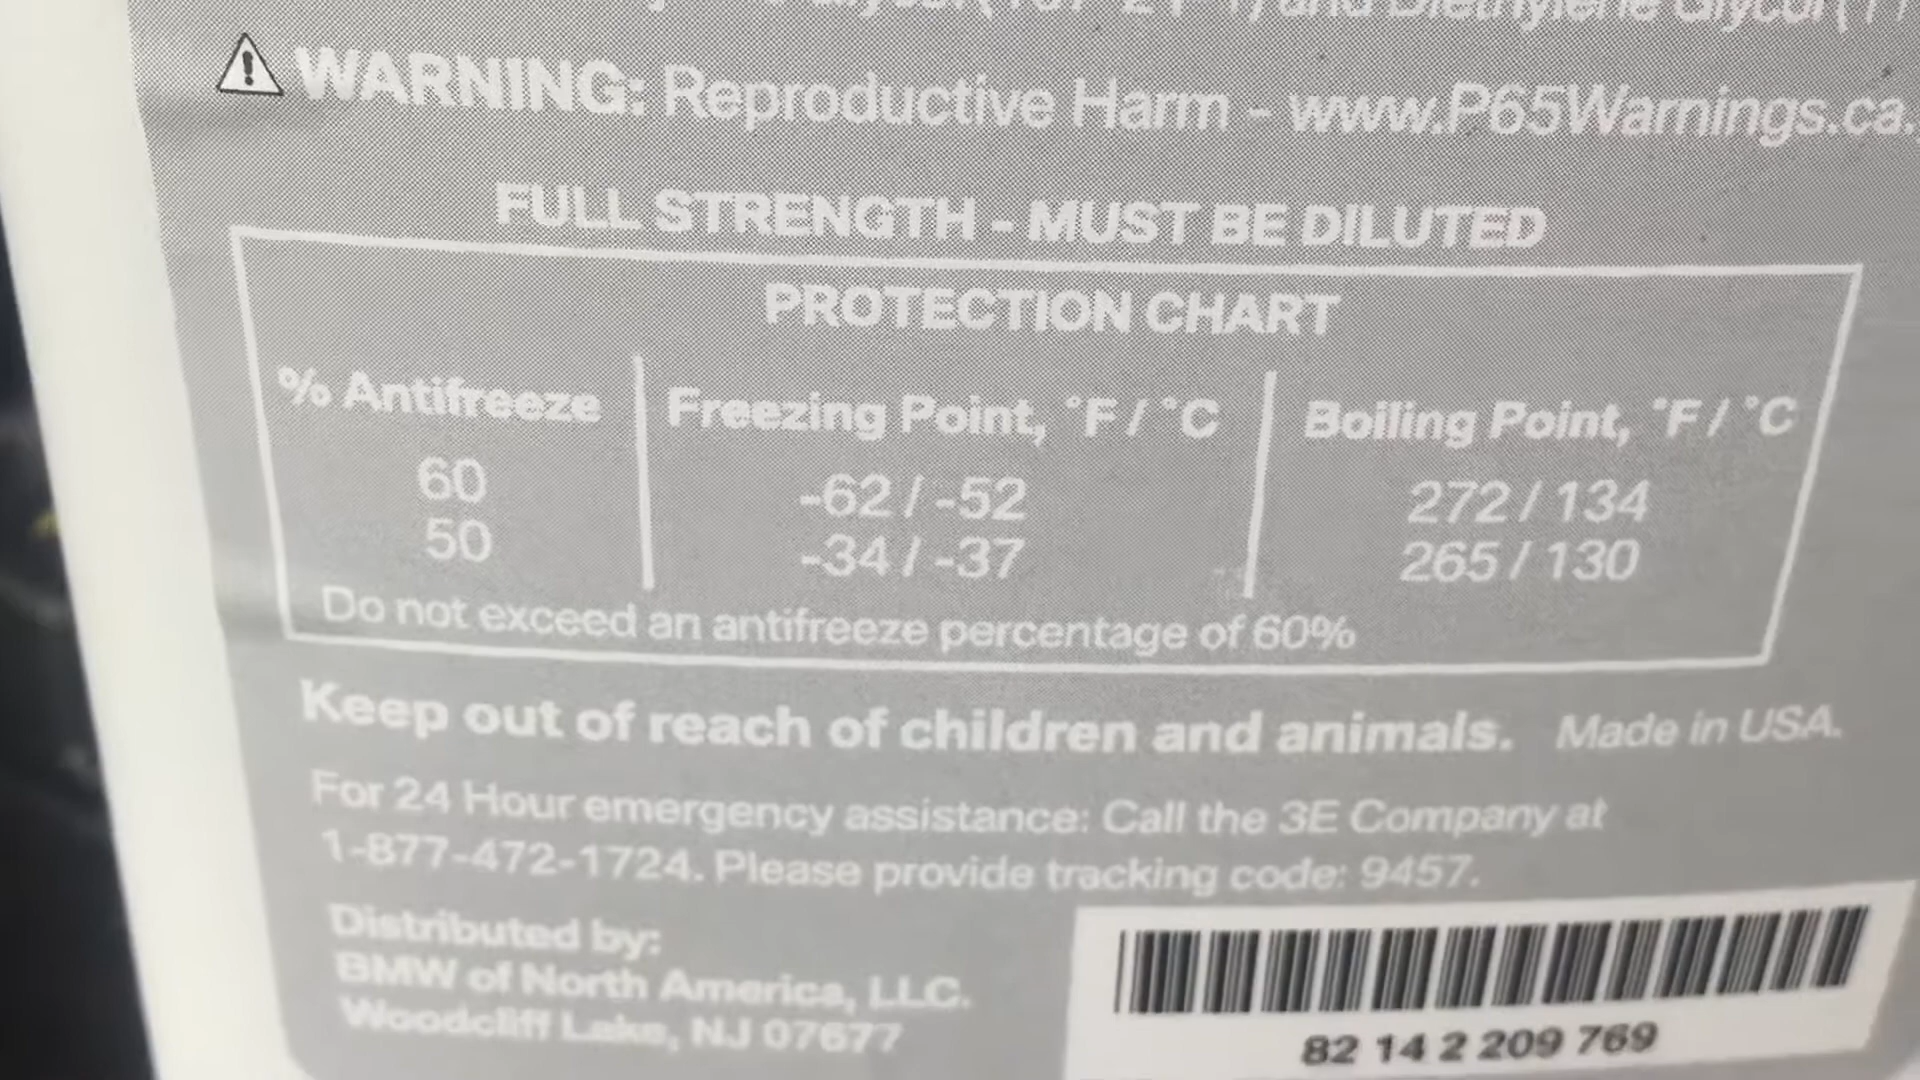 and Diethylene Glycol
WARNING: Reproductive Harm - www.P65Warnings.ca.
FULL STRENGTH - MUST BE DILUTED
PROTECTION CHART
% Antifreeze Freezing Point, °F / °C Boiling Point, °F / °C
60 -62 / -52 272 / 134
50 -34 / -37 265 / 130
Do not exceed an antifreeze percentage of 60%
Keep out of reach of children and animals. Made in USA.
For 24 Hour emergency assistance: Call the 3E Company at
1-877-472-1724. Please provide tracking code: 9457.
Distributed by:
BMW of North America, LLC.
Woodcliff Lake, NJ 07677
82 14 2 209 769